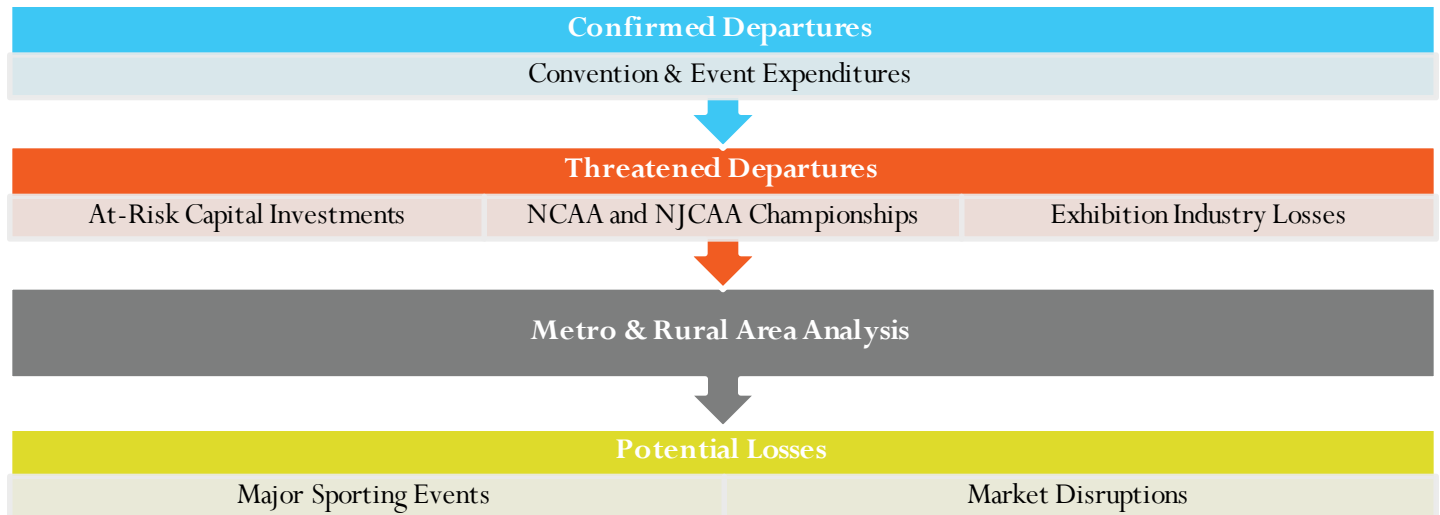 Confirmed Departures
Convention & Event Expenditures
Threatened Departures
At-Risk Capital Investments
NCAA and NJCAA Championships
Exhibition Industry Losses
Metro & Rural Area Analysis
Potential Losses
Major Sporting Events
Market Disruptions